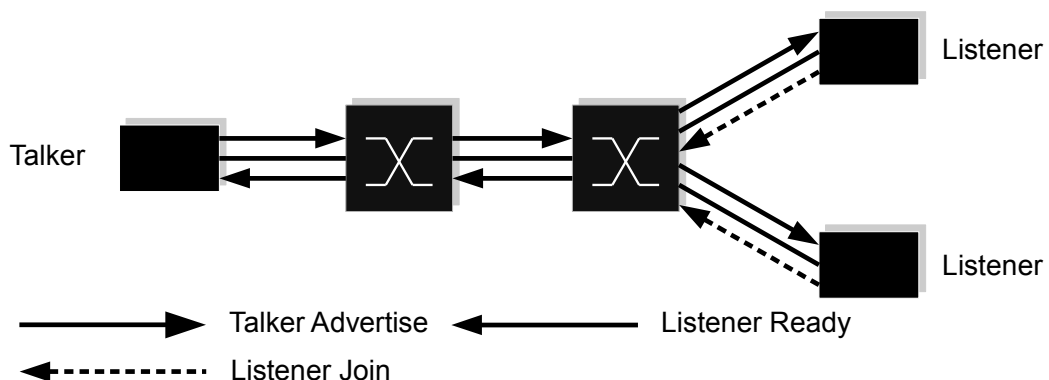 Listener
Talker
Listener
Talker Advertise
Listener Ready
Listener Join